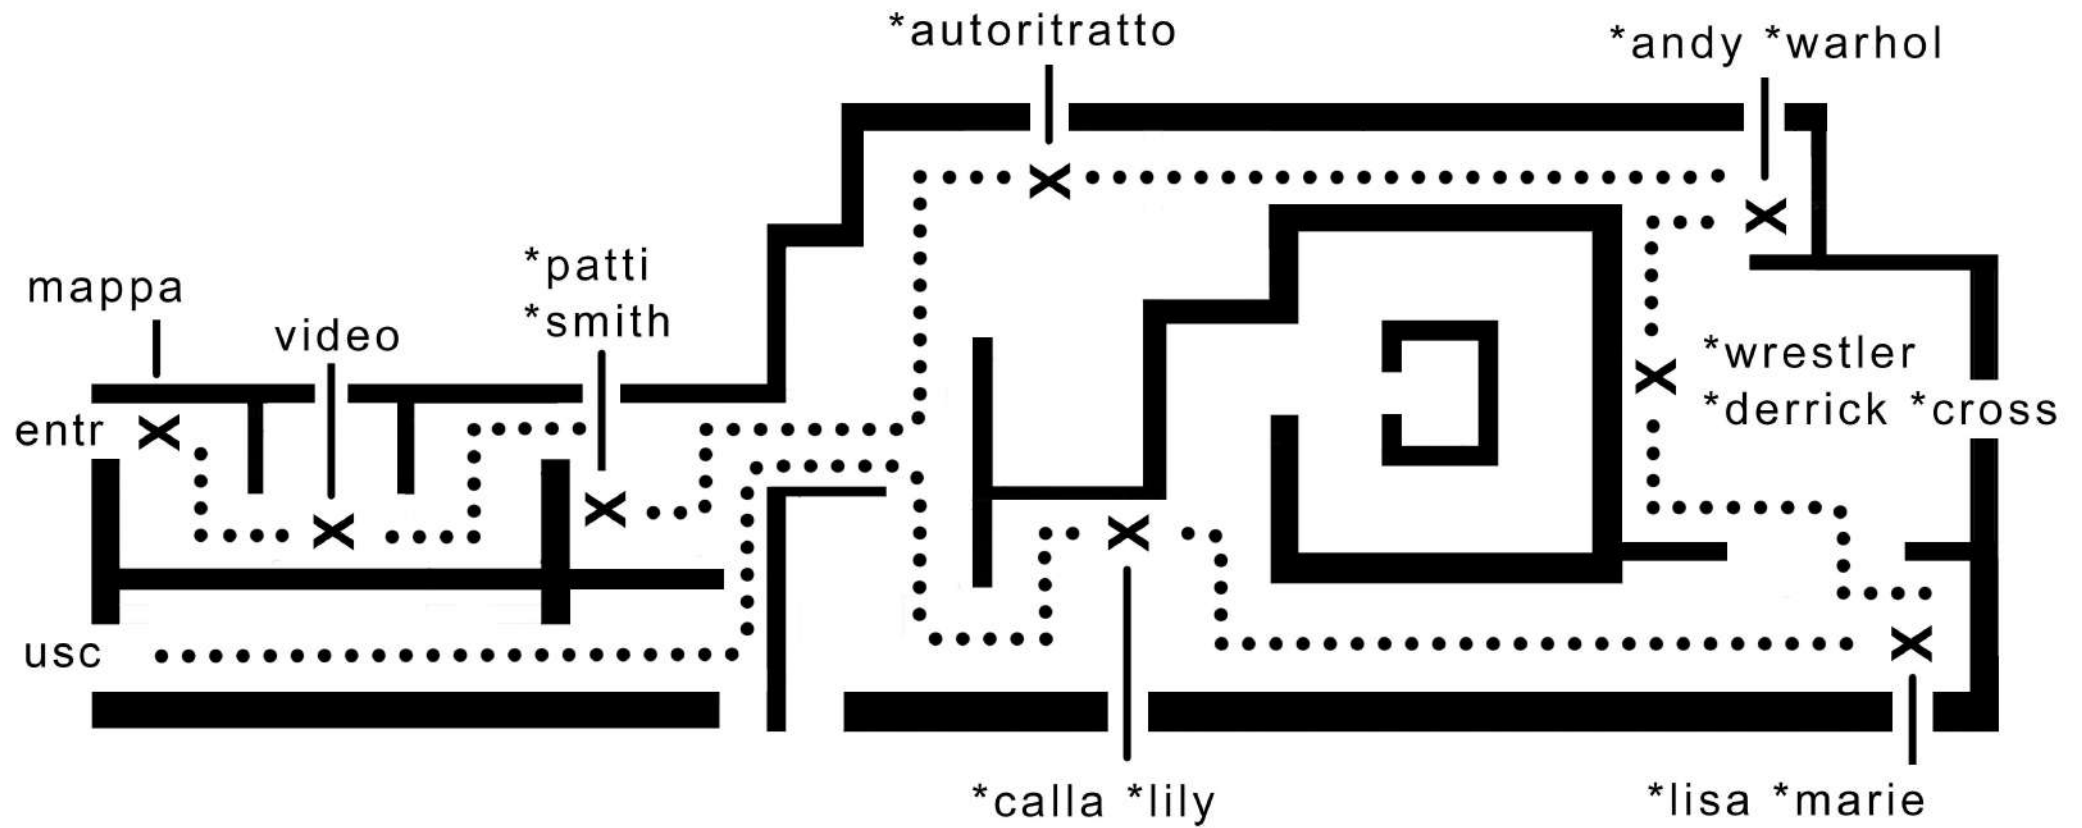 *autoritratto
*andy *warhol
*patti
*smith
mappa
video
*wrestler
*derrick *cross
entr
usc
*calla *lily
*lisa *marie